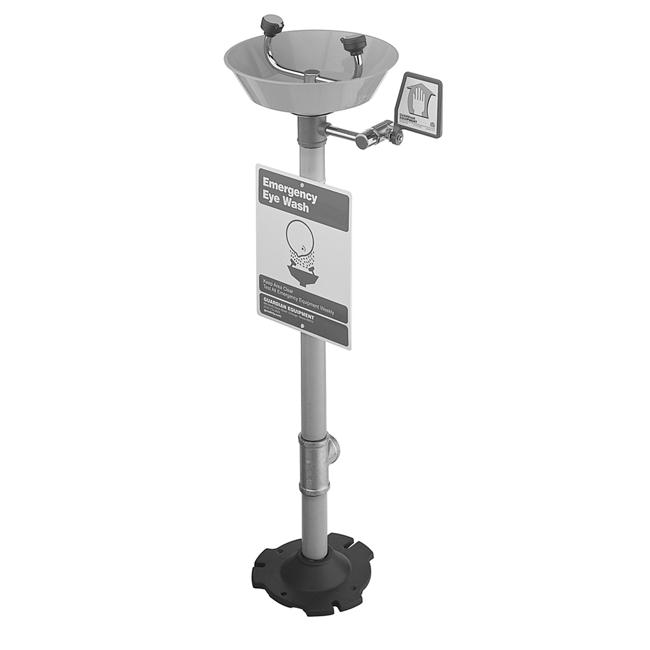 Emergency
Eye Wash
Keep Area Clear
Test All Emergency Equipment Weekly
GUARDIAN EQUIPMENT
GUARDIAN
EQUIPMENT